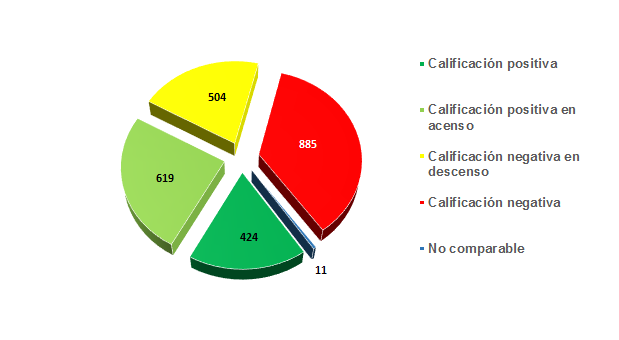 504
885
619
424
11
Calificación positiva
Calificación positiva en
acenso
Calificación negativa en
descenso
Calificación negativa
No comparable